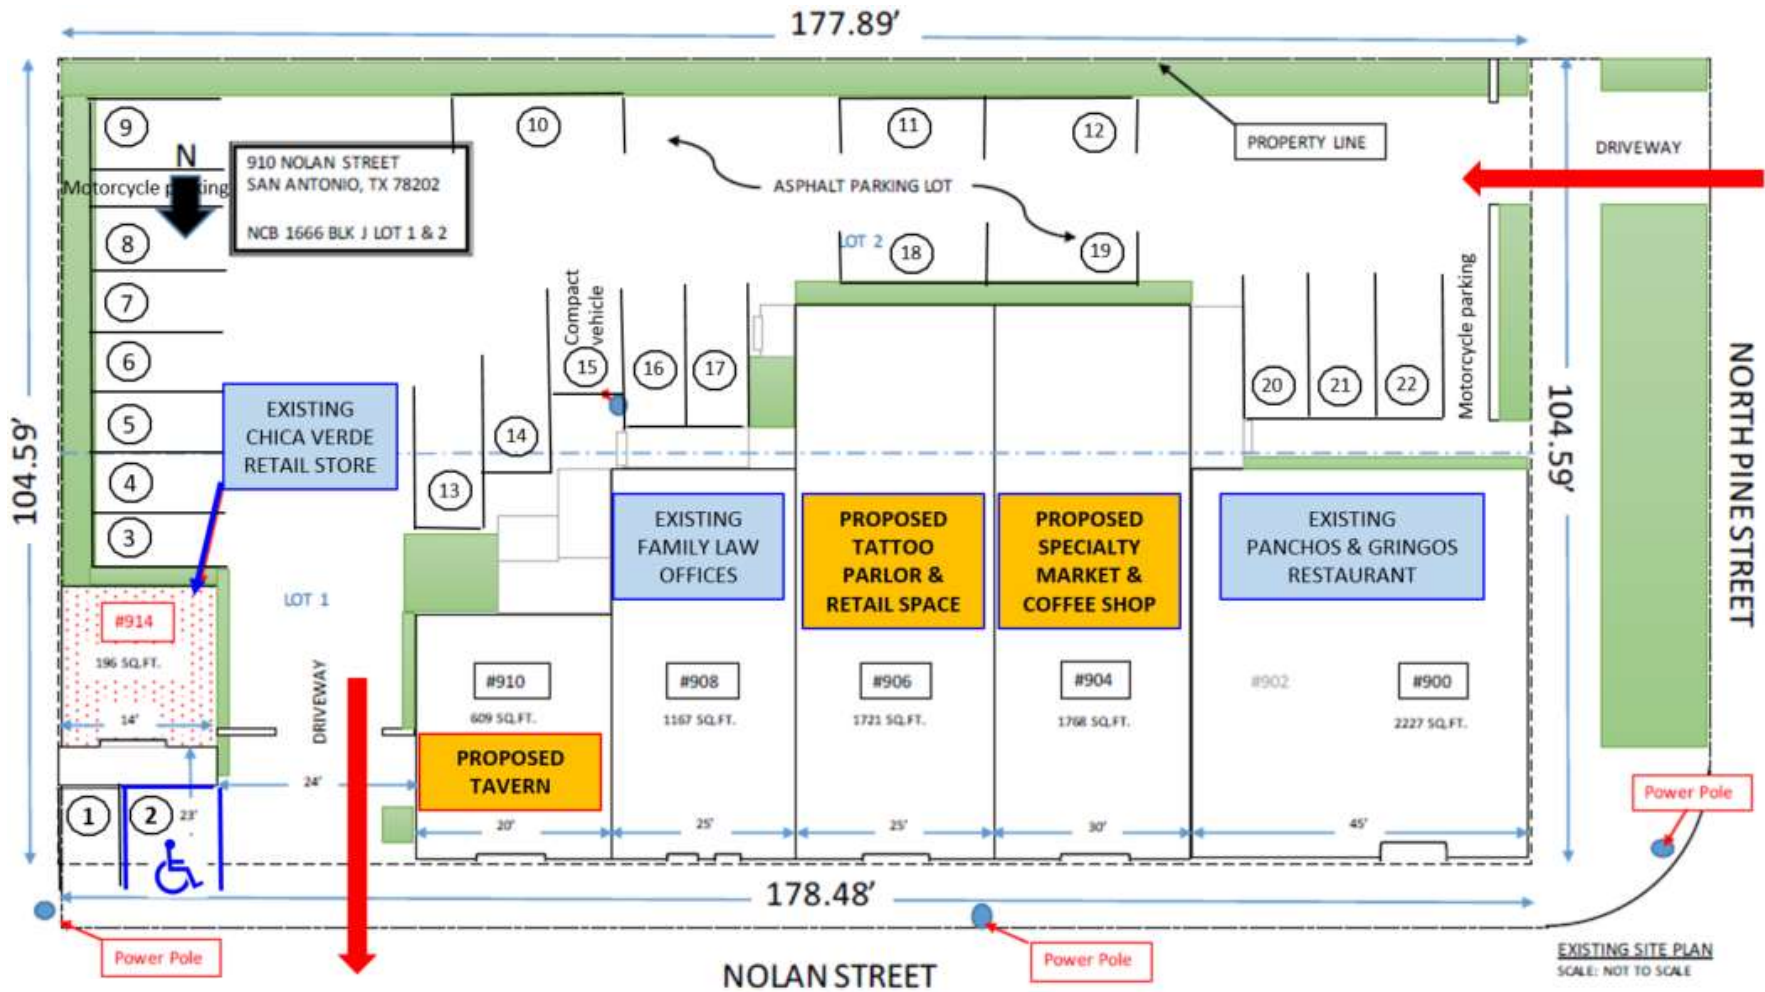 177.89'
9
10
11
12
PROPERTY LINE
DRIVEWAY
N
910 NOLAN STREET
SAN ANTONIO, TX 78202
NCB 1666 BLK J LOT 1 & 2
Motorcycle parking
ASPHALT PARKING LOT
8
LOT 2
18
19
7
Compact
vehicle
Motorcycle parking
6
15
16
17
20
21
22
104.59'
5
EXISTING
CHICA VERDE
RETAIL STORE
14
104.59'
NORTH PINE STREET
4
13
3
EXISTING
FAMILY LAW
OFFICES
PROPOSED
TATTOO
PARLOR &
RETAIL SPACE
PROPOSED
SPECIALTY
MARKET &
COFFEE SHOP
EXISTING
PANCHOS & GRINGOS
RESTAURANT
LOT 1
#914
196 SQ.FT.
14'
DRIVEWAY
#910
609 SQ.FT.
#908
1167 SQ.FT.
#906
1721 SQ.FT.
#904
1768 SQ.FT.
#902
#900
2227 SQ.FT.
PROPOSED
TAVERN
24'
1
2
23'
20'
25'
25'
30'
45'
Power Pole
178.48'
Power Pole
Power Pole
NOLAN STREET
EXISTING SITE PLAN
SCALE: NOT TO SCALE